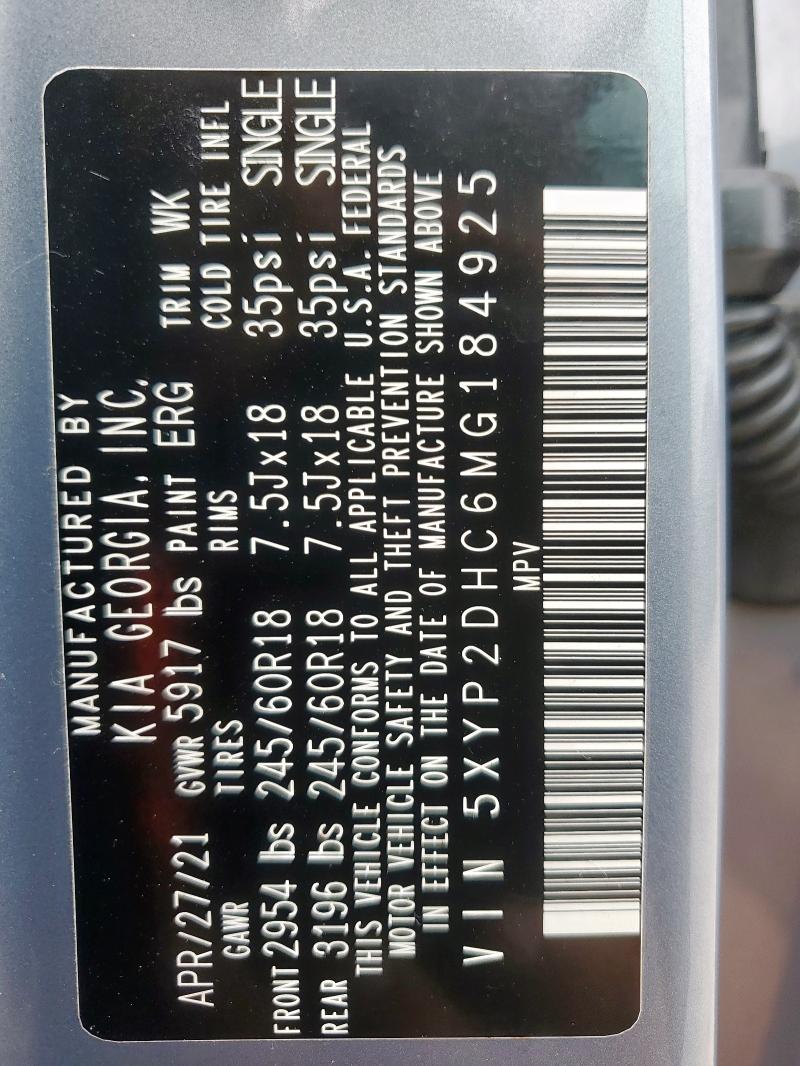 MANUFACTURED BY
KIA GEORGIA, INC.
APR/27/21 GVWR 5917 lbs PAINT ERG TRIM WK
GAWR TIRES RIMS COLD TIRE INFL
FRONT 2954 lbs 245/60R18 7.5Jx18 35psi SINGLE
REAR 3196 lbs 245/60R18 7.5Jx18 35psi SINGLE
THIS VEHICLE CONFORMS TO ALL APPLICABLE U.S.A. FEDERAL
MOTOR VEHICLE SAFETY AND THEFT PREVENTION STANDARDS
IN EFFECT ON THE DATE OF MANUFACTURE SHOWN ABOVE
VIN 5XYP2DHC6MG184925
MPV